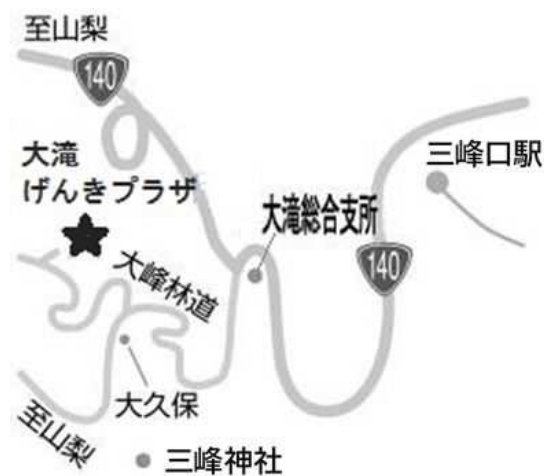 至山梨
140
大滝
げんきプラザ
三峰口駅
大滝総合支所
140
大峰林道
大久保
至山梨
三峰神社